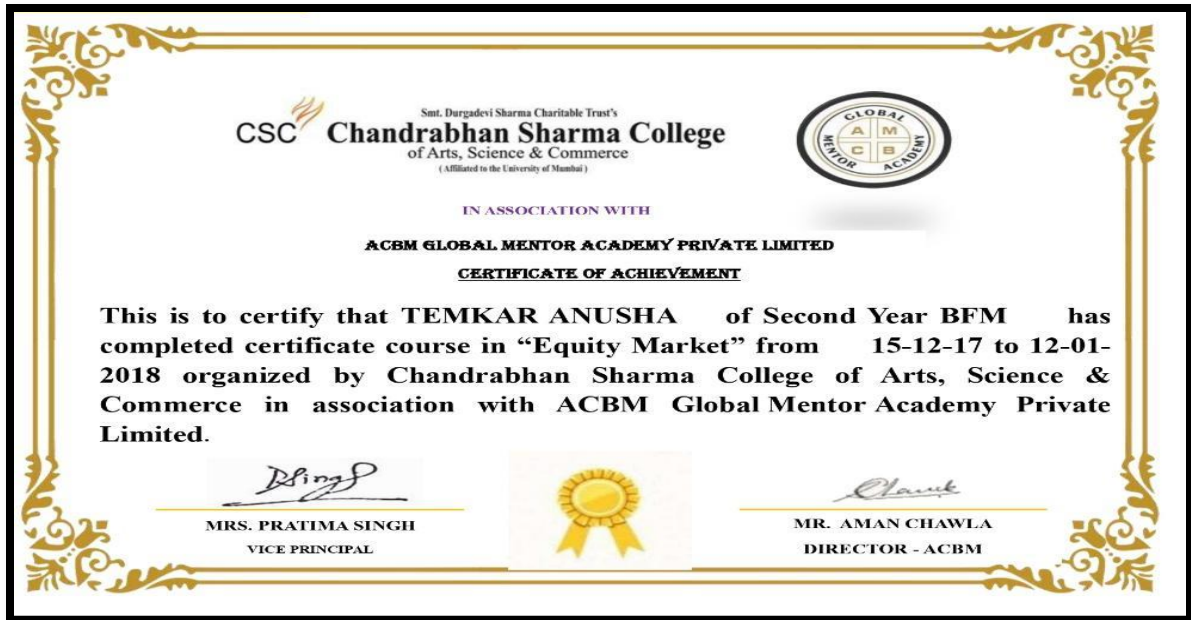 Smt. Durgadevi Sharma Charitable Trust's
CSC Chandrabhan Sharma College
of Arts, Science & Commerce
( Affiliated to the University of Mumbai )
GLOBAL MENTOR ACADEMY
A M
C B
IN ASSOCIATION WITH
ACBM GLOBAL MENTOR ACADEMY PRIVATE LIMITED
CERTIFICATE OF ACHIEVEMENT
This is to certify that TEMKAR ANUSHA of Second Year BFM has
completed certificate course in “Equity Market” from 15-12-17 to 12-01-
2018 organized by Chandrabhan Sharma College of Arts, Science &
Commerce in association with ACBM Global Mentor Academy Private
Limited.
MRS. PRATIMA SINGH
VICE PRINCIPAL
MR. AMAN CHAWLA
DIRECTOR - ACBM